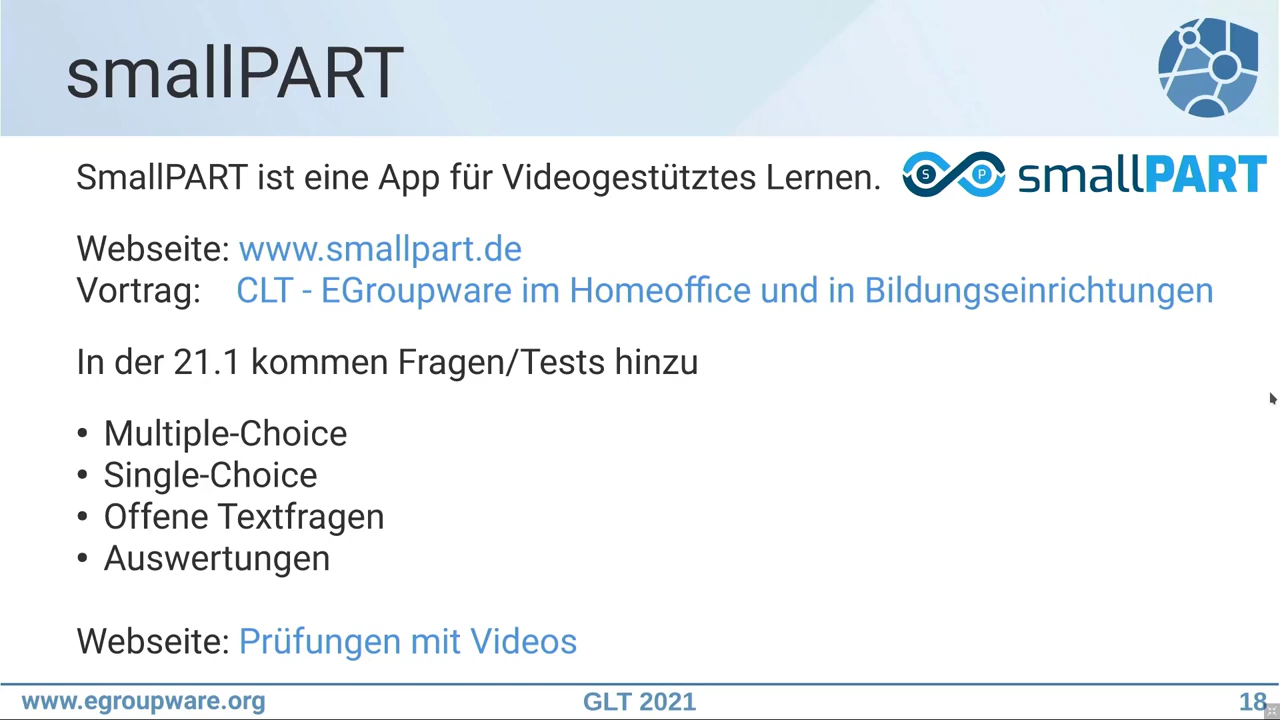 smallPART
SmallPART ist eine App für Videogestütztes Lernen.
S P smallPART
Webseite: www.smallpart.de
Vortrag: CLT - EGroupware im Homeoffice und in Bildungseinrichtungen
In der 21.1 kommen Fragen/Tests hinzu
• Multiple-Choice
• Single-Choice
• Offene Textfragen
• Auswertungen
Webseite: Prüfungen mit Videos
www.egroupware.org GLT 2021 18